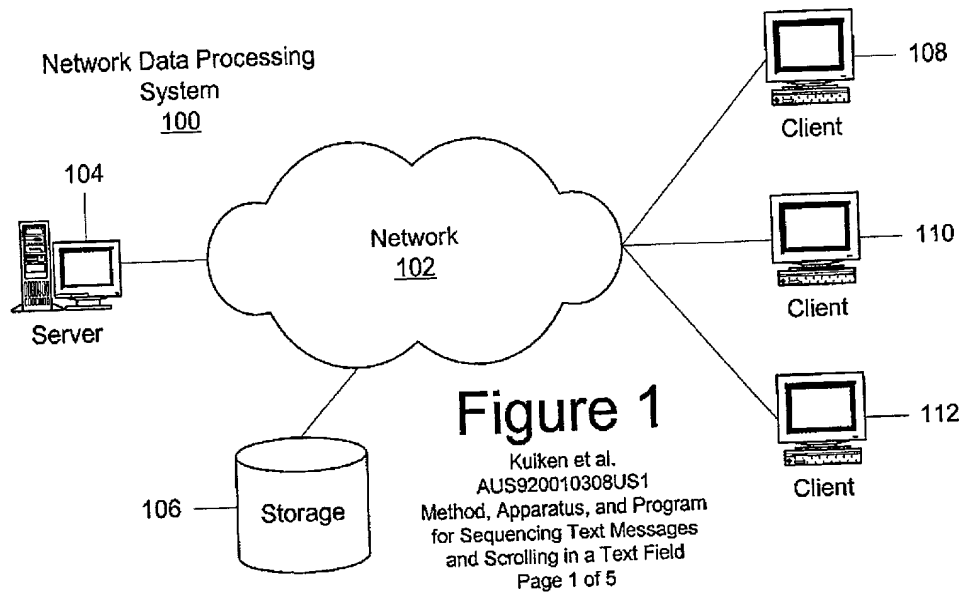 Network Data Processing
System
100
104
Server
Network
102
108
Client
110
Client
112
Client
106
Storage
Figure 1
Kuiken et al.
AUS920010308US1
Method, Apparatus, and Program
for Sequencing Text Messages
and Scrolling in a Text Field
Page 1 of 5